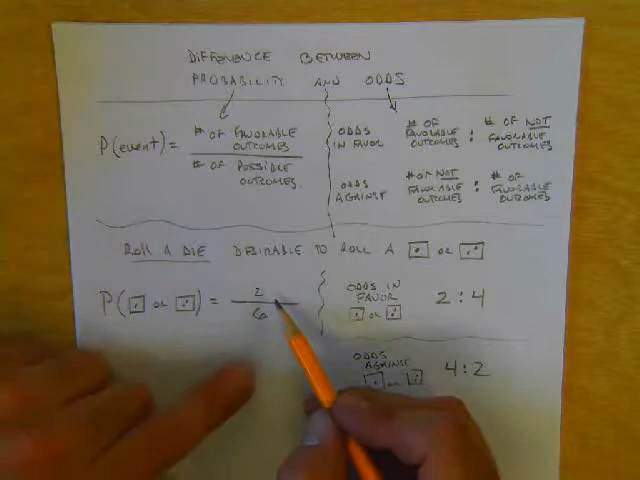 DIFFERENCE BETWEEN
PROBABILITY AND ODDS
P(event) = # OF FAVORABLE OUTCOMES
# OF POSSIBLE OUTCOMES.
ODDS IN FAVOR # OF FAVORABLE OUTCOMES : # OF NOT FAVORABLE OUTCOMES
ODDS AGAINST # OF NOT FAVORABLE OUTCOMES : # OF FAVORABLE OUTCOMES
ROLL A DIE DESIRABLE TO ROLL A OR
P( OR ) = 2
6
ODDS IN
FAVOR
OR
2:4
ODDS
AGAINST
OR
4:2